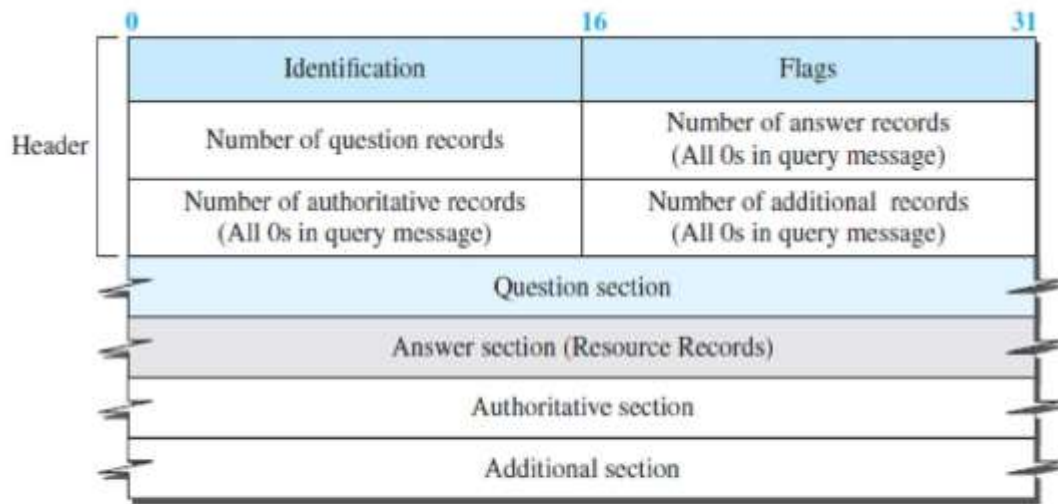 0 16 31
Identification Flags
Header
Number of question records
Number of answer records
(All 0s in query message)
Number of authoritative records
(All 0s in query message)
Number of additional records
(All 0s in query message)
Question section
Answer section (Resource Records)
Authoritative section
Additional section